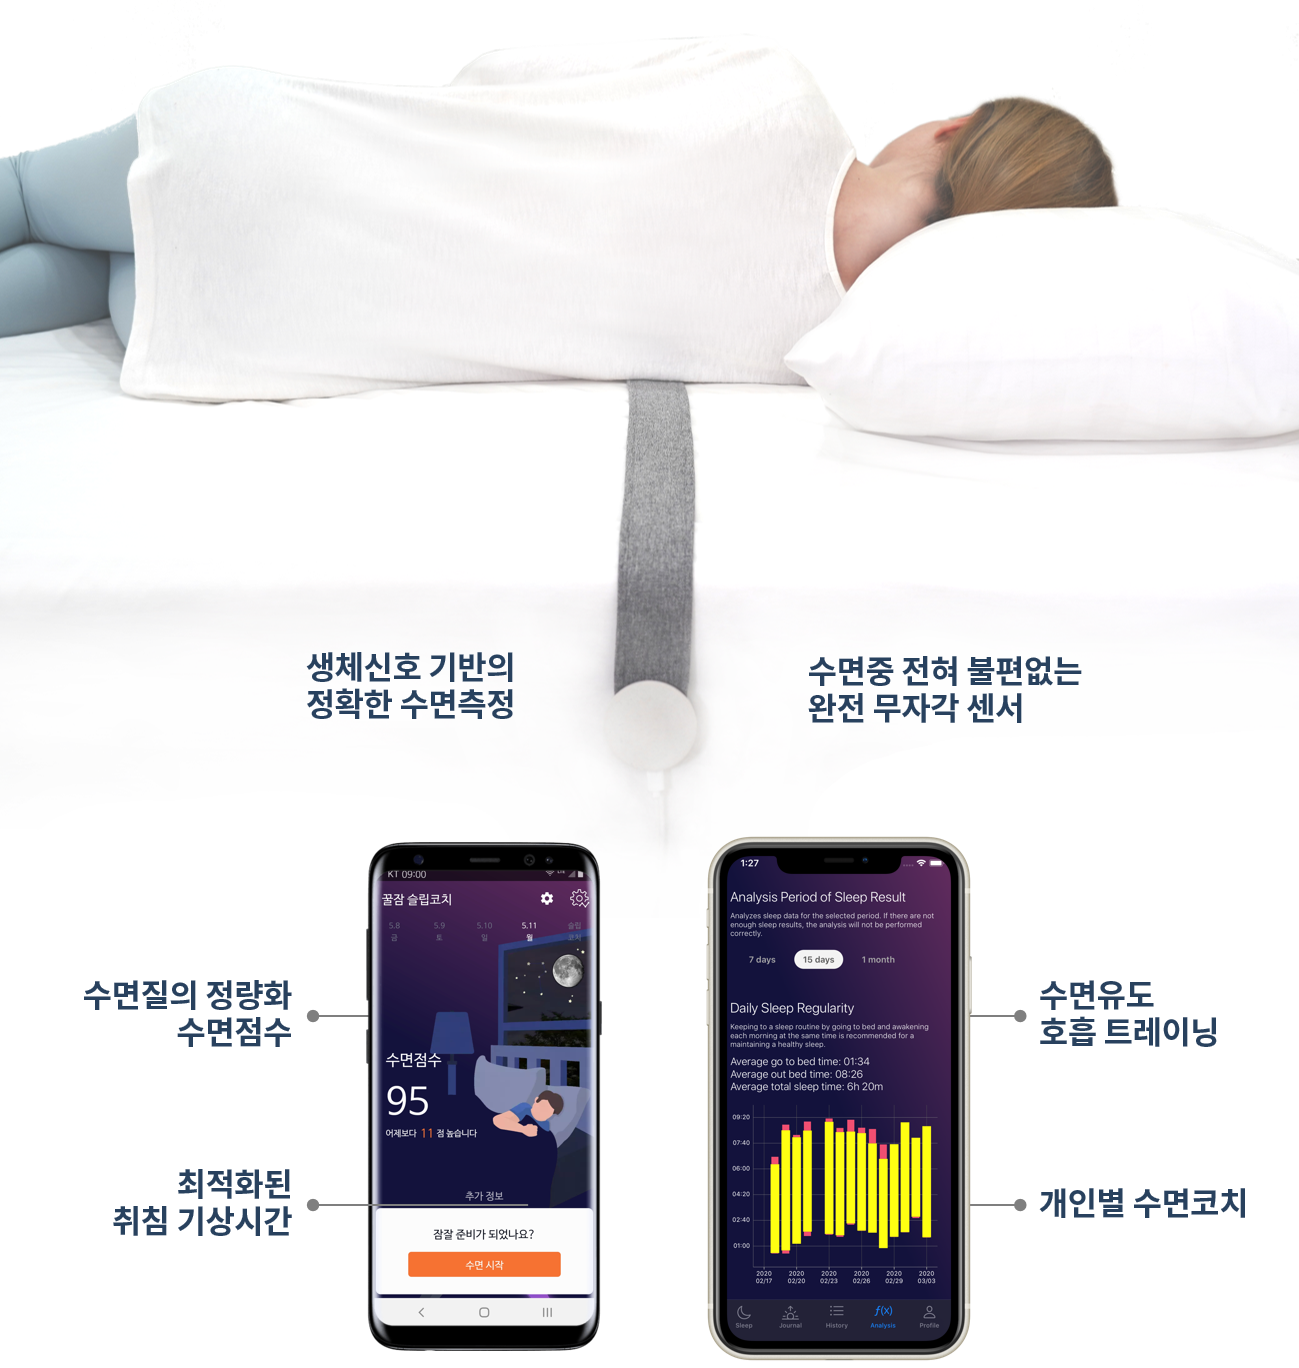 생체신호 기반의
정확한 수면측정
수면중 전혀 불편없는
완전 무자각 센서
수면질의 정량화
수면점수
최적화된
취침 기상시간
KT 09:00
꿀잠 슬립코치
5.8 5.9 5.10 5.11 슬립
금 토 일 월 코치
수면점수
95
어제보다 11 점 높습니다
추가 정보
잠잘 준비가 되었나요?
수면 시작
1:27
Analysis Period of Sleep Result
Analyzes sleep data for the selected period. If there are not
enough sleep results, the analysis will not be performed
correctly.
7 days 15 days 1 month
Daily Sleep Regularity
Keeping to a sleep routine by going to bed and awakening
each morning at the same time is recommended for a
maintaining a healthy sleep.
Average go to bed time: 01:34
Average out bed time: 08:26
Average total sleep time: 6h 20m
09:20
07:40
06:00
04:20
02:40
01:00
2020 2020 2020 2020 2020 2020
02/17 02/20 02/23 02/26 02/29 03/03
f(x)
Sleep Journal History Analysis Profile
수면유도
호흡 트레이닝
개인별 수면코치